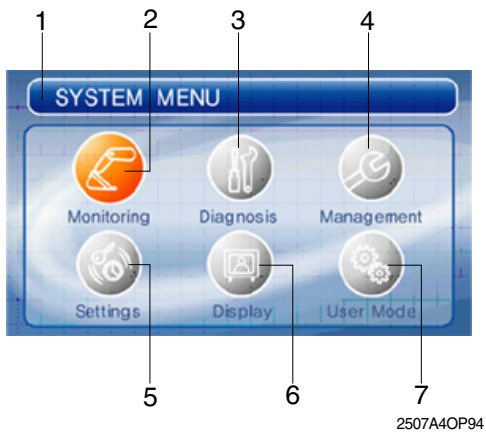 1 2 3 4
SYSTEM MENU
Monitoring Diagnosis Management
Settings Display User Mode
5 6 7
2507A4OP94